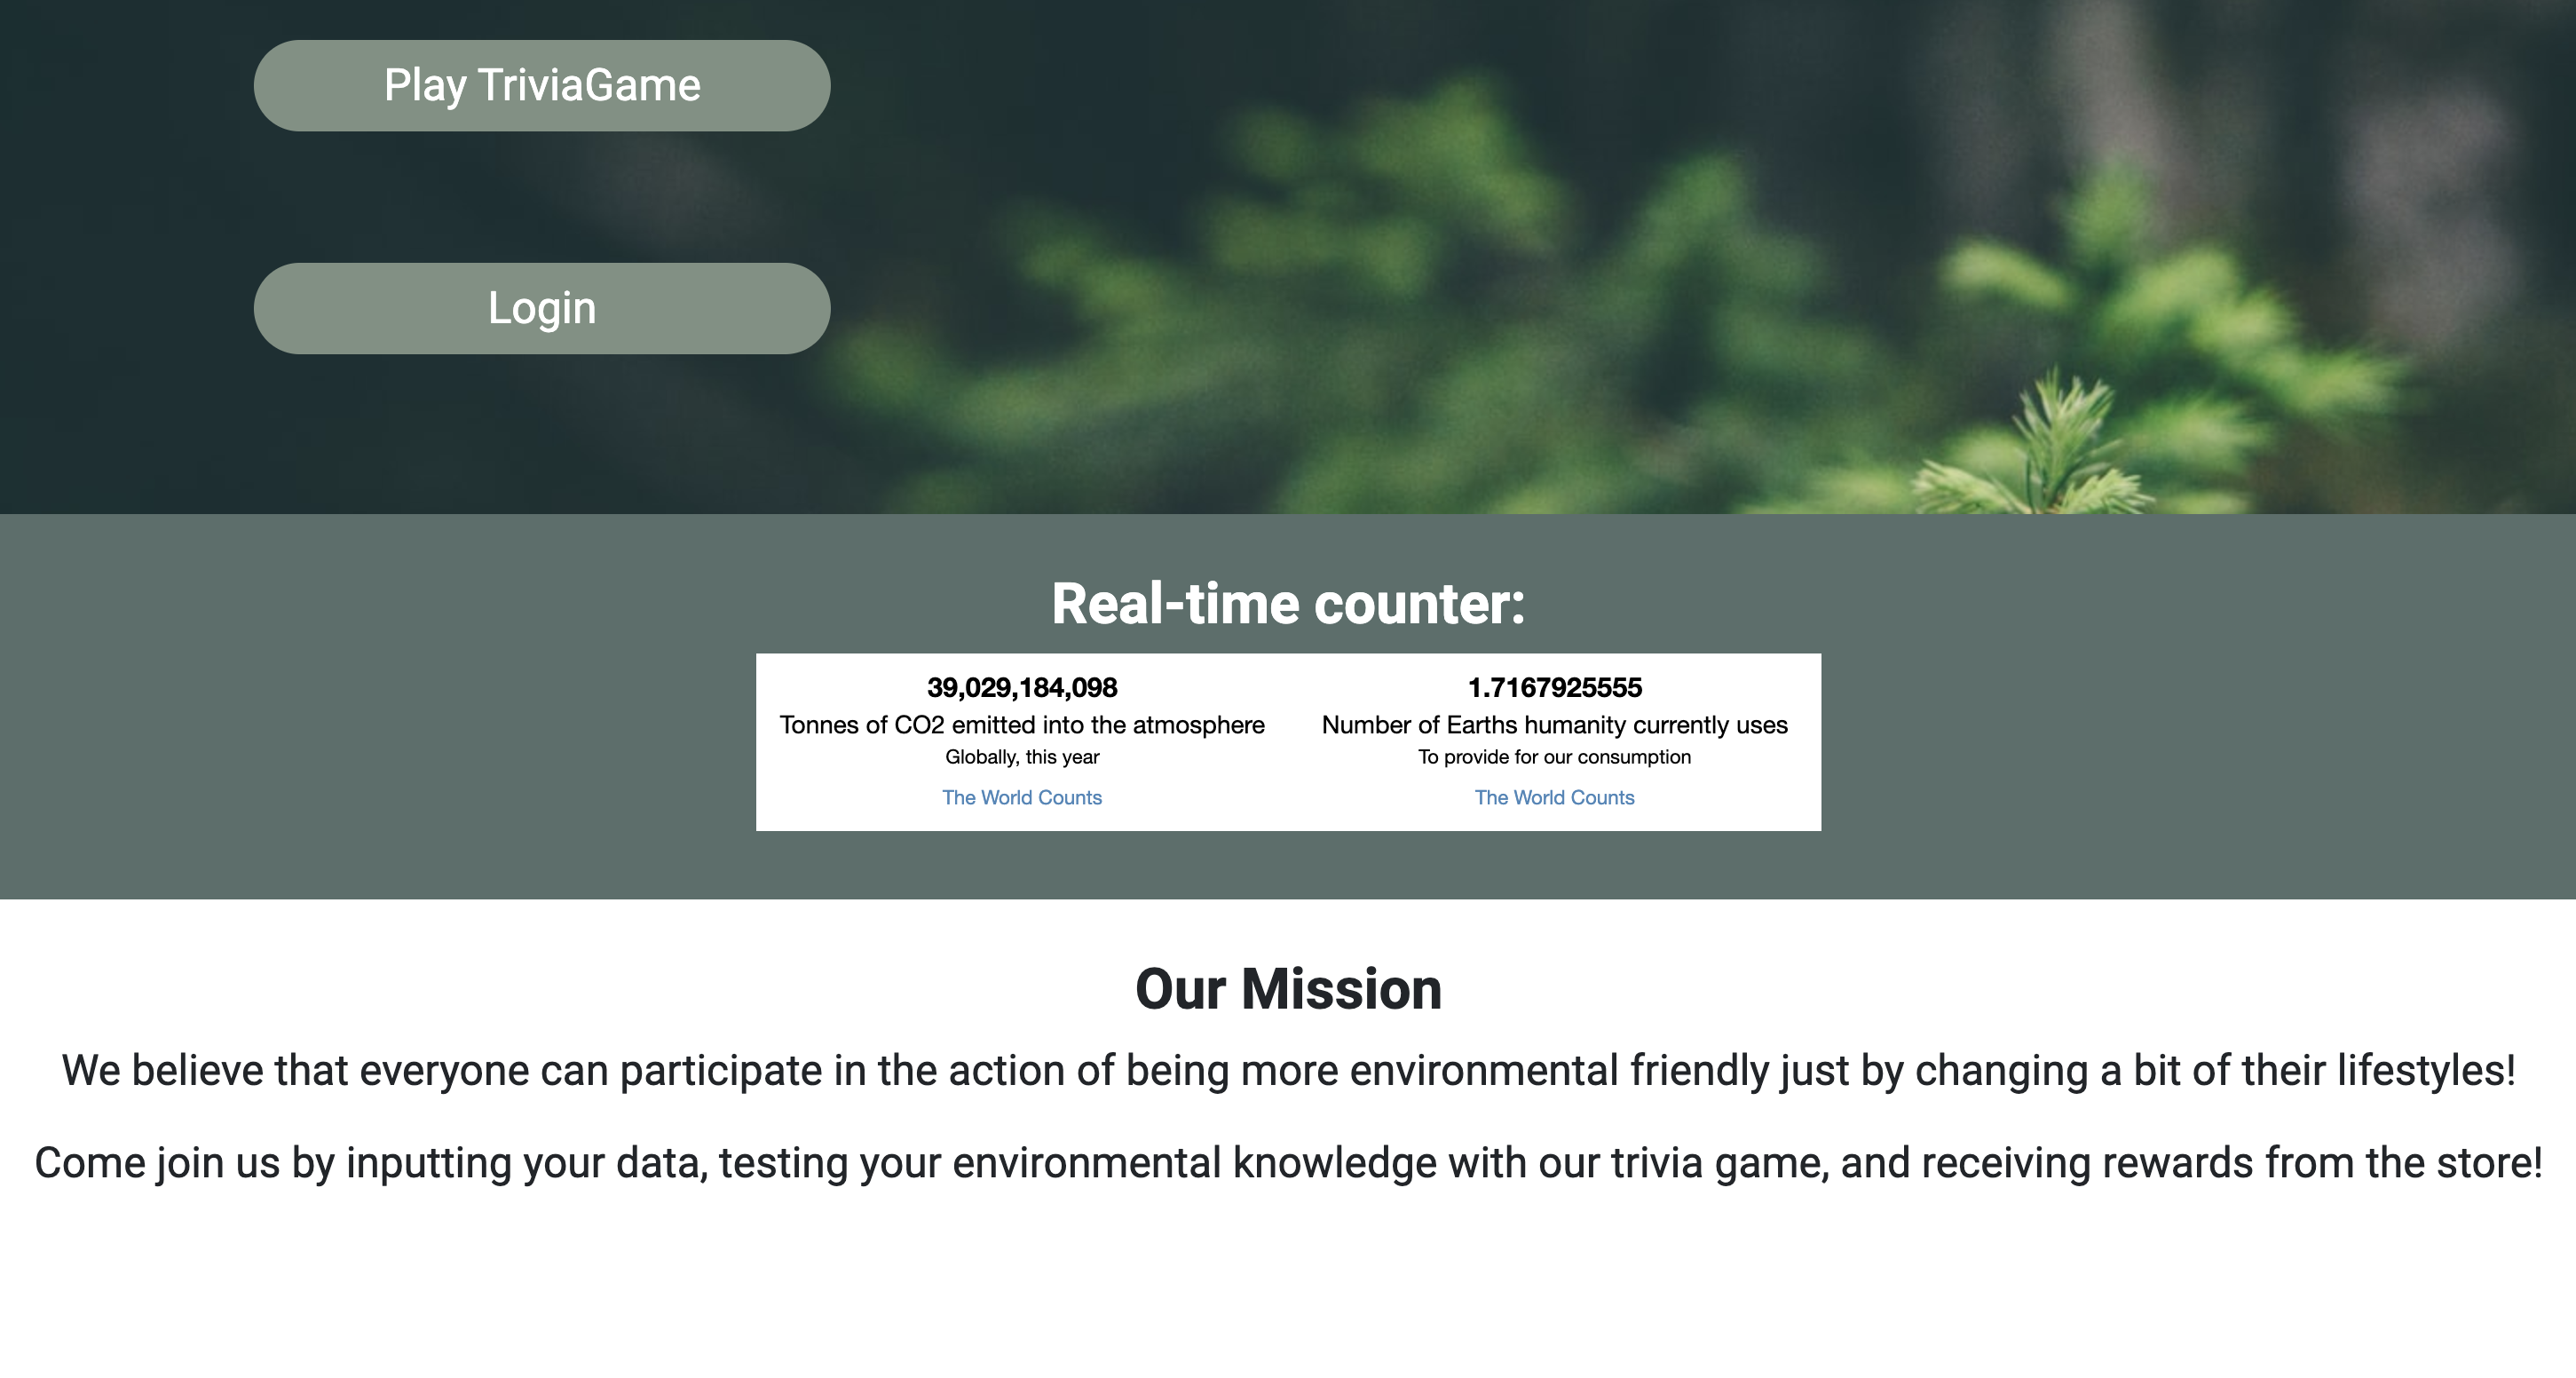 Play TriviaGame
Login
Real-time counter:
39,029,184,098
Tonnes of CO2 emitted into the atmosphere
Globally, this year
The World Counts
1.7167925555
Number of Earths humanity currently uses
To provide for our consumption
The World Counts
Our Mission
We believe that everyone can participate in the action of being more environmental friendly just by changing a bit of their lifestyles!
Come join us by inputting your data, testing your environmental knowledge with our trivia game, and receiving rewards from the store!